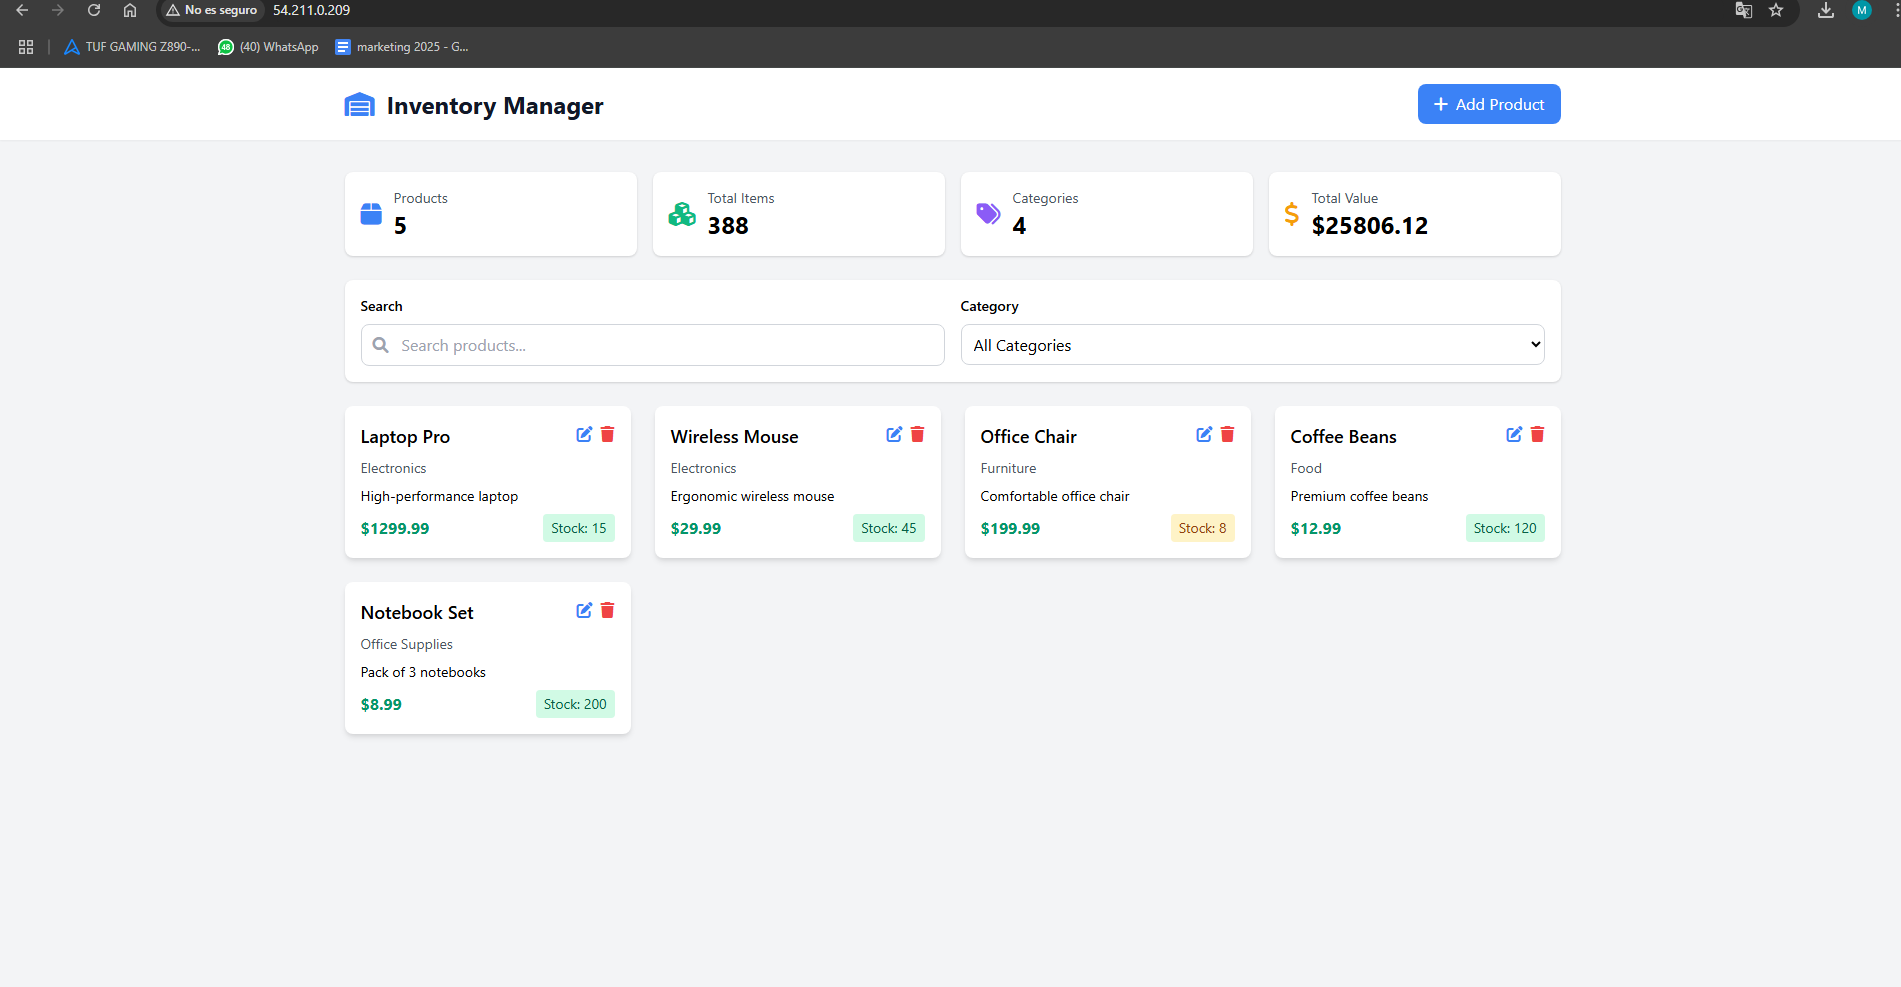 No es seguro 54.211.0.209
M
TUF GAMING Z890-...
48
(40) WhatsApp
marketing 2025 - G...
Inventory Manager
Add Product
Products
5
Total Items
388
Categories
4
Total Value
$25806.12
Search
Search products...
Category
All Categories
Laptop Pro
Electronics
High-performance laptop
$1299.99
Stock: 15
Wireless Mouse
Electronics
Ergonomic wireless mouse
$29.99
Stock: 45
Office Chair
Furniture
Comfortable office chair
$199.99
Stock: 8
Coffee Beans
Food
Premium coffee beans
$12.99
Stock: 120
Notebook Set
Office Supplies
Pack of 3 notebooks
$8.99
Stock: 200